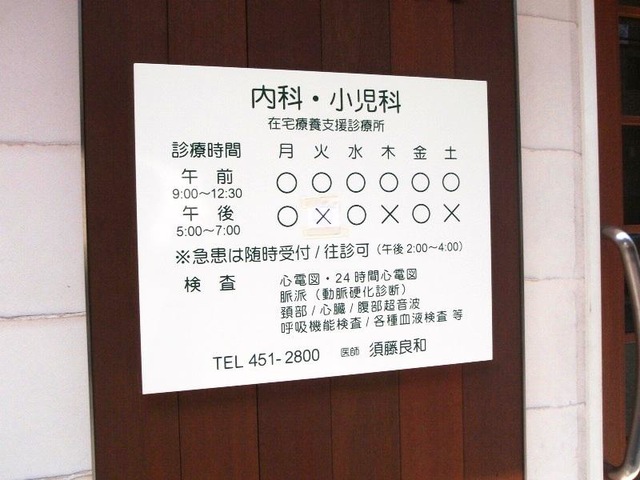 内科・小児科
在宅療養支援診療所
診療時間 月 火 水 木 金 土
午前 ○ ○ ○ ○ ○ ○
9:00~12:30
午後 ○ × ○ × ○ ×
5:00~7:00
※急患は随時受付/往診可(午後2:00~4:00)
検査 心電図・24時間心電図
脈派(動脈硬化診断)
頚部/心臓/腹部超音波
呼吸機能検査/各種血液検査 等
TEL 451-2800 医師 須藤良和